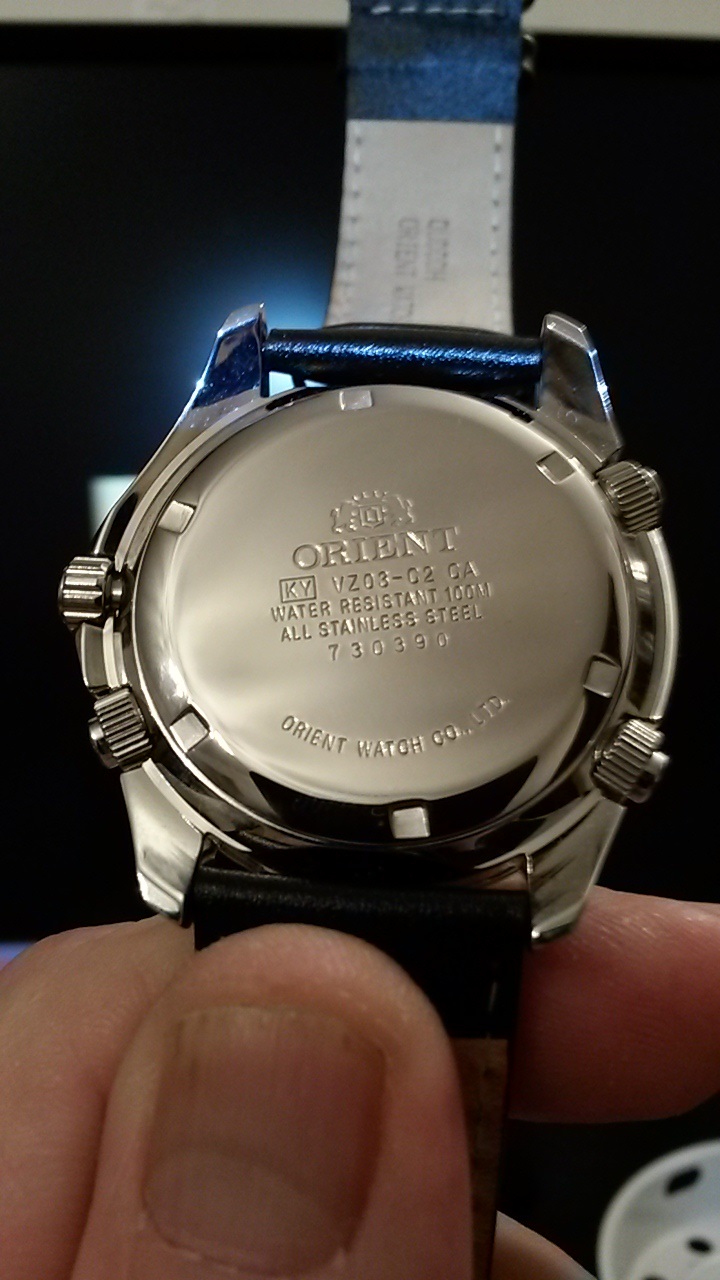 ORIENT
KY VZ03-C2 CA
WATER RESISTANT 100M
ALL STAINLESS STEEL
730390
ORIENT WATCH CO., LTD.